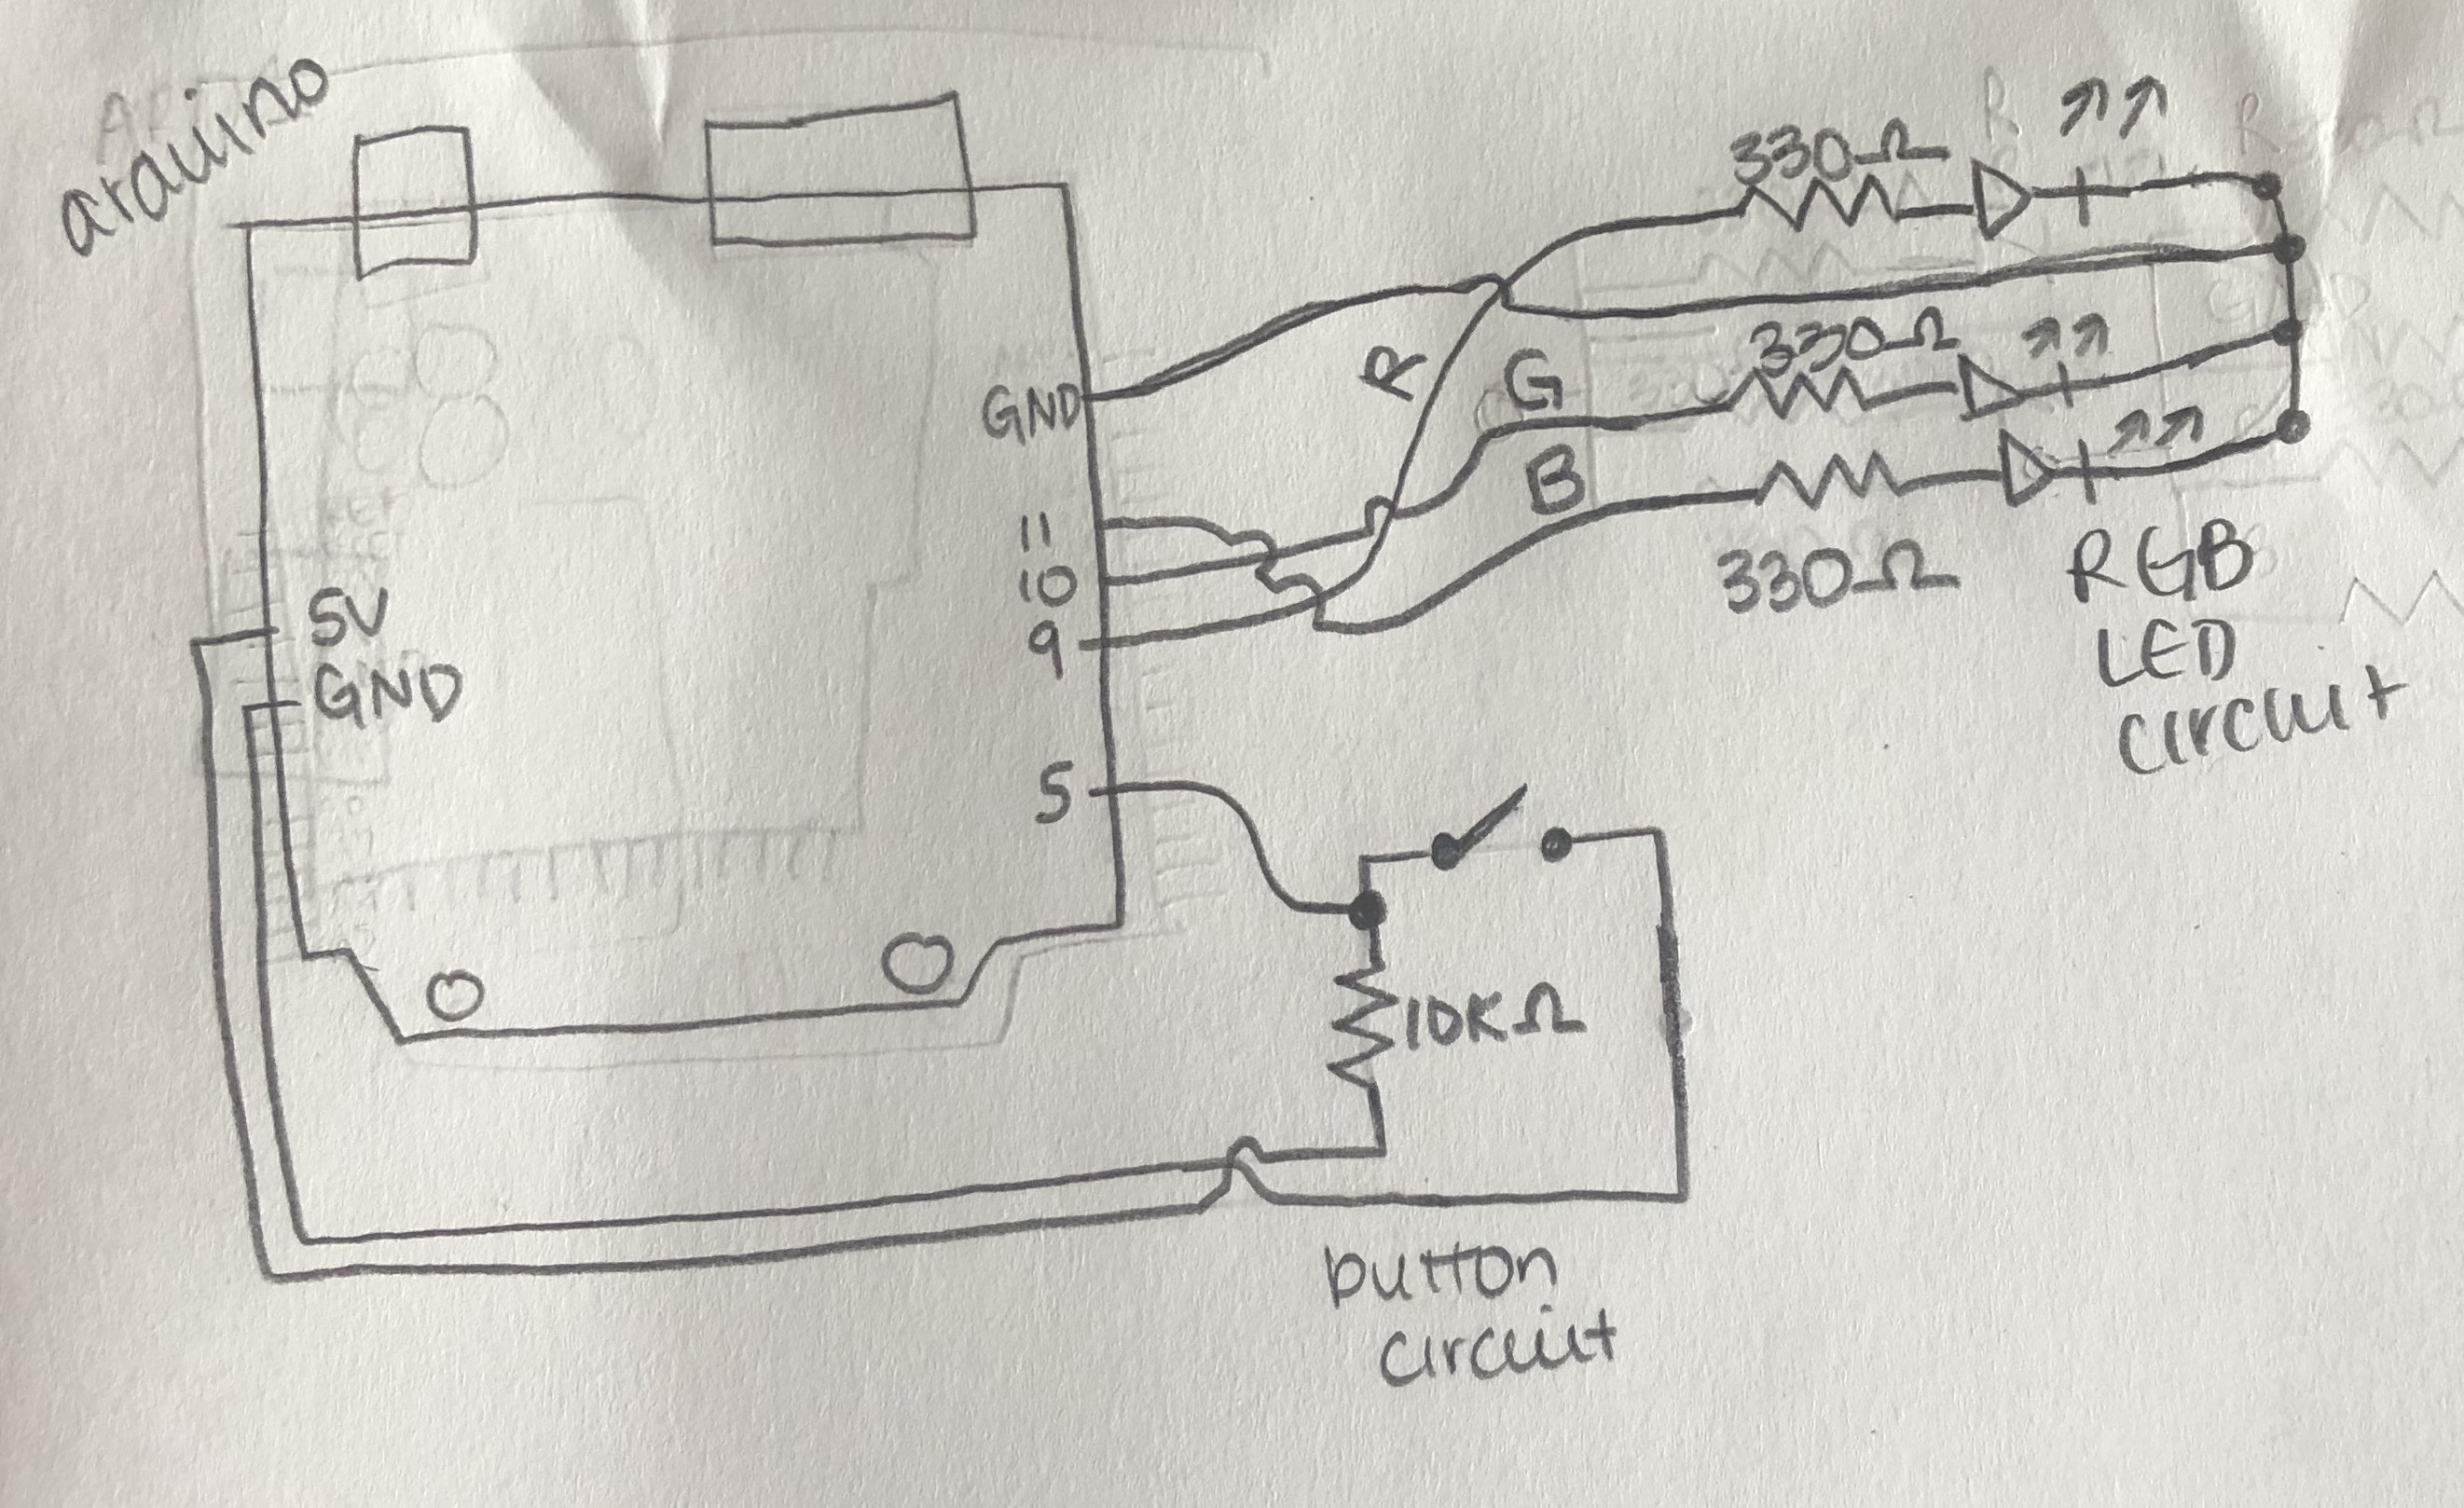 arduino
330Ω
R
G
330Ω
B
330Ω
RGB
LED
circuit
GND
11
10
9
5
5V
GND
10KΩ
button
circuit